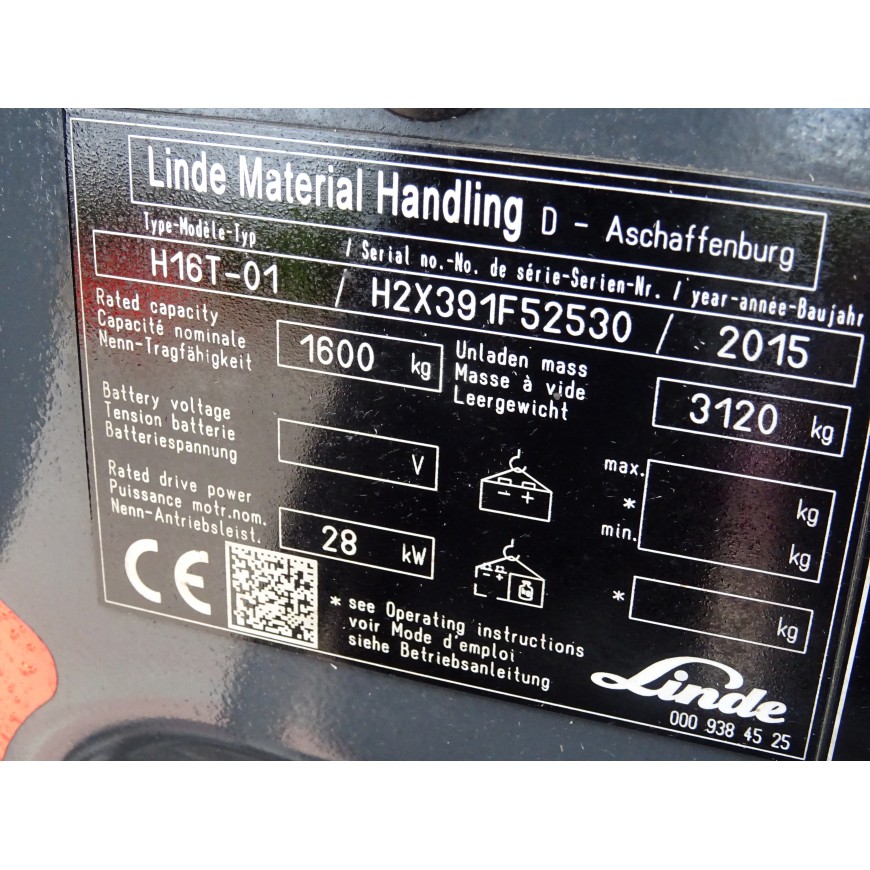 Linde Material Handling D - Aschaffenburg
Type-Modèle-Typ / Serial no.-No. de série-Serien-Nr. / year-année-Baujahr
H16T-01 / H2X391F52530 / 2015
Rated capacity
Capacité nominale
Nenn-Tragfähigkeit
1600 kg
Unladen mass
Masse à vide
Leergewicht
3120 kg
Battery voltage
Tension batterie
Batteriespannung
V
- +
max. kg
*
min. kg
Rated drive power
Puissance motr.nom.
Nenn-Antriebsleist.
28 kW
- +
kg
* kg
CE
* see Operating instructions
voir Mode d'emploi
siehe Betriebsanleitung
Linde
000 938 45 25